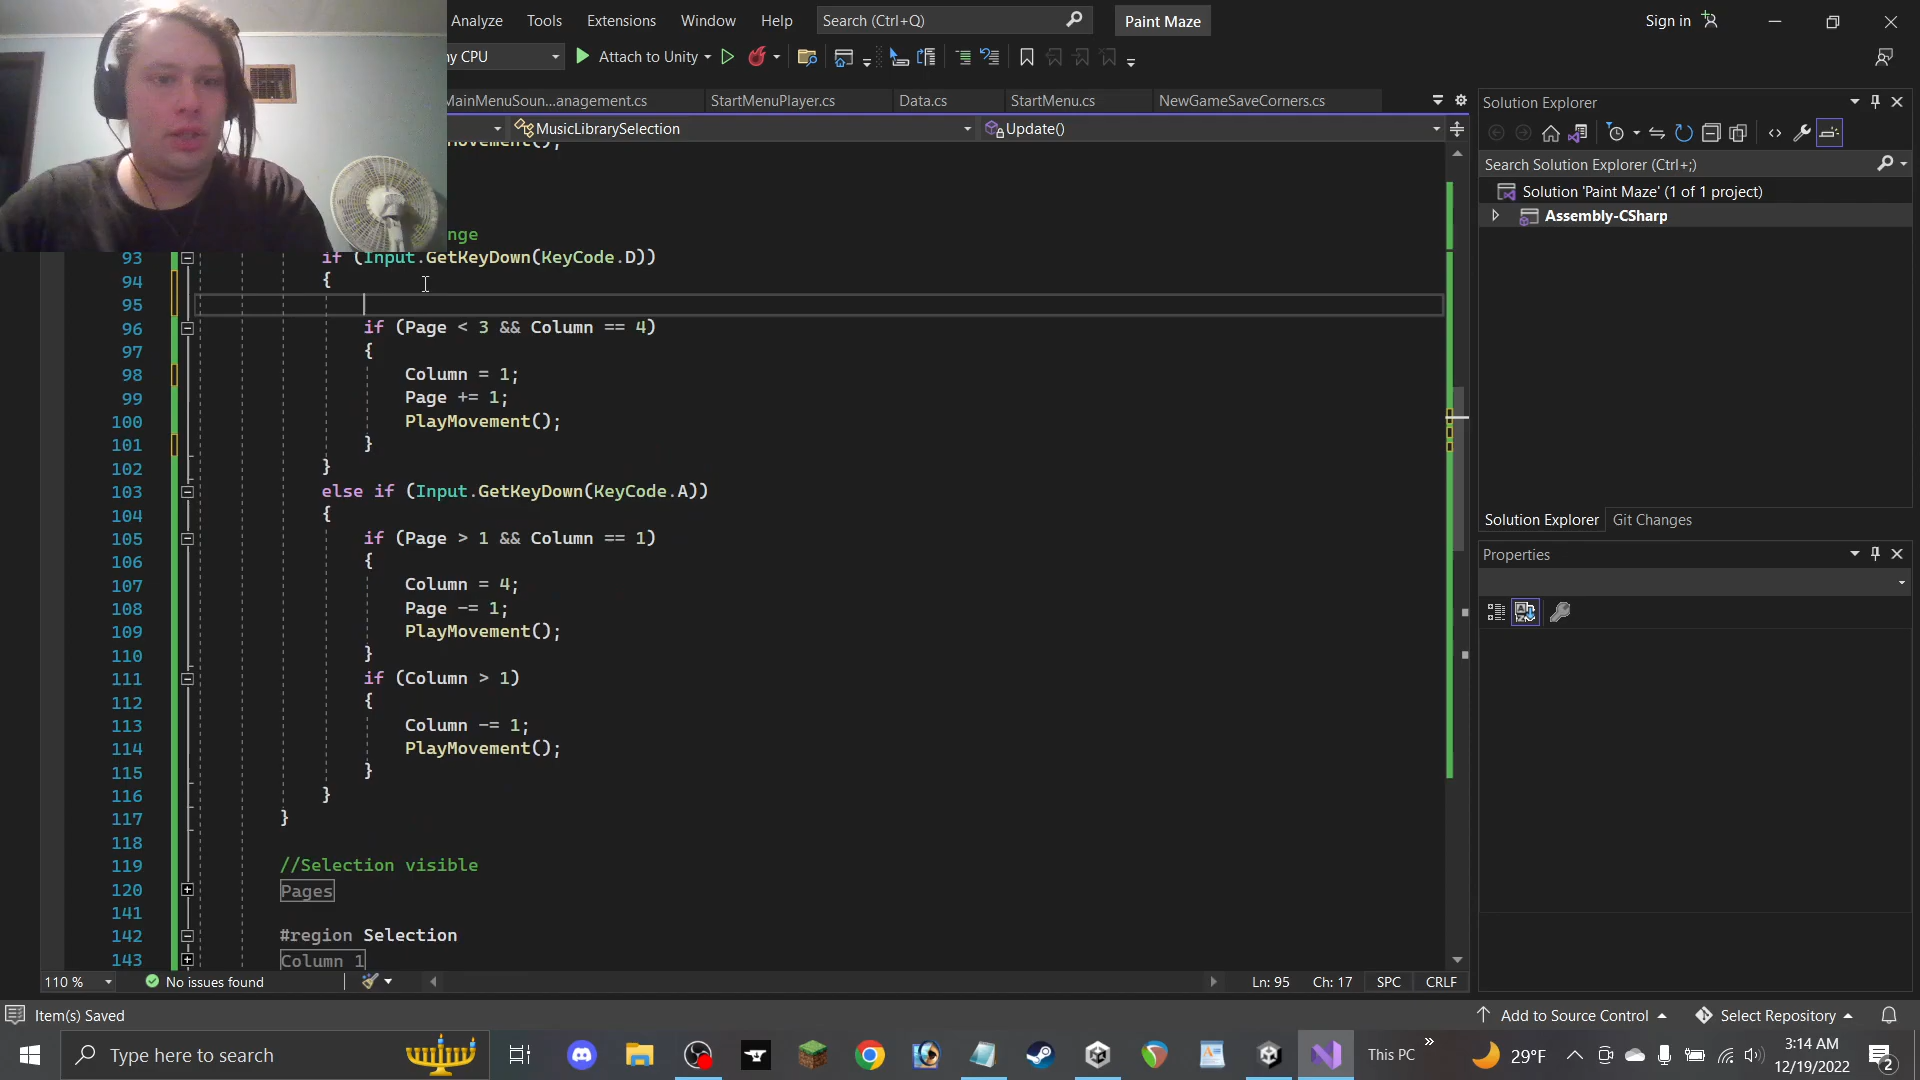 Analyze Tools Extensions Window Help Search (Ctrl+Q) Paint Maze Sign in
ny CPU Attach to Unity
MainMenuSoun...anagement.cs StartMenuPlayer.cs Data.cs StartMenu.cs NewGameSaveCorners.cs
MusicLibrarySelection Update()
nge
93 if (Input.GetKeyDown(KeyCode.D))
94 {
95
96 if (Page < 3 && Column == 4)
97 {
98 Column = 1;
99 Page += 1;
100 PlayMovement();
101 }
102 }
103 else if (Input.GetKeyDown(KeyCode.A))
104 {
105 if (Page > 1 && Column == 1)
106 {
107 Column = 4;
108 Page -= 1;
109 PlayMovement();
110 }
111 if (Column > 1)
112 {
113 Column -= 1;
114 PlayMovement();
115 }
116 }
117 }
118
119 //Selection visible
120 Pages
141
142 #region Selection
143 Column 1
110 % No issues found Ln: 95 Ch: 17 SPC CRLF
Solution Explorer
Search Solution Explorer (Ctrl+;)
Solution 'Paint Maze' (1 of 1 project)
Assembly-CSharp
Solution Explorer Git Changes
Properties
Item(s) Saved Add to Source Control Select Repository
Type here to search This PC » 29°F 3:14 AM
12/19/2022 2